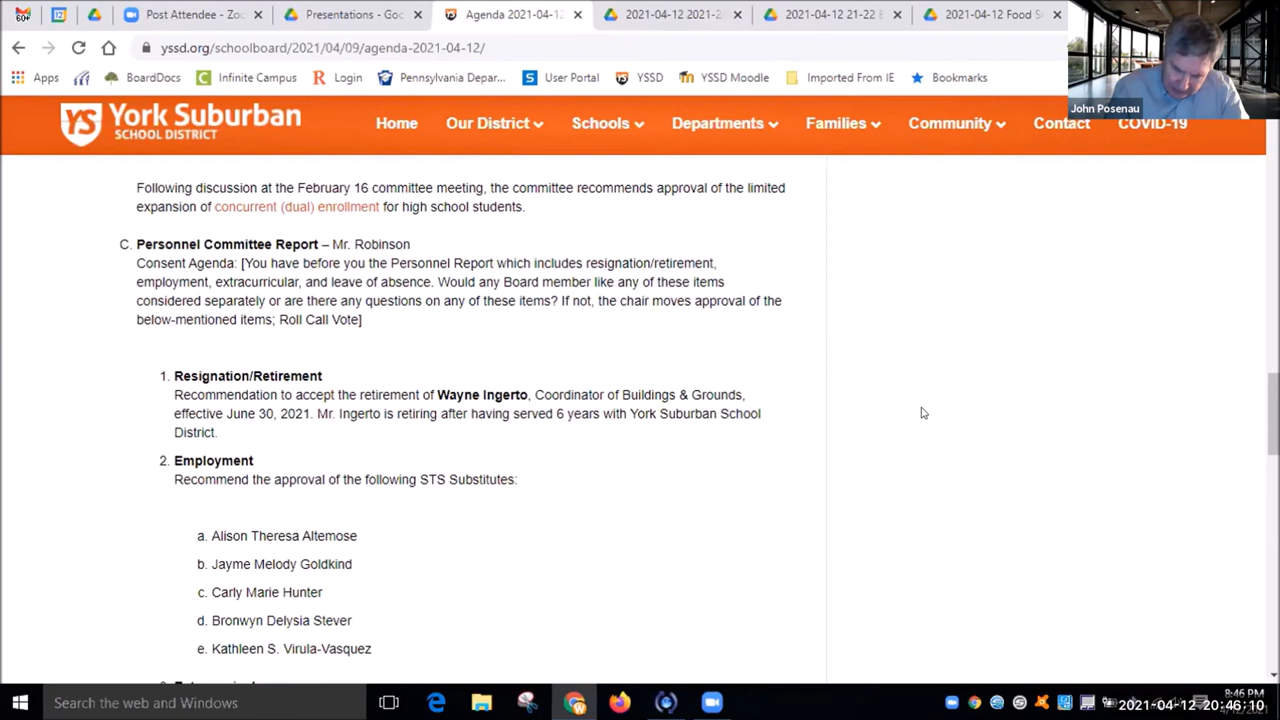 Post Attendee - Zoo
Presentations - Goo
Agenda 2021-04-12
2021-04-12 2021-2
2021-04-12 21-22 B
2021-04-12 Food S
yssd.org/schoolboard/2021/04/09/agenda-2021-04-12/
Apps
BoardDocs
Infinite Campus
Login
Pennsylvania Depar...
User Portal
YSSD
YSSD Moodle
Imported From IE
Bookmarks
John Posenau
YS York Suburban
SCHOOL DISTRICT
Home
Our District
Schools
Departments
Families
Community
Contact
COVID-19
Following discussion at the February 16 committee meeting, the committee recommends approval of the limited
expansion of concurrent (dual) enrollment for high school students.
C. Personnel Committee Report – Mr. Robinson
Consent Agenda: [You have before you the Personnel Report which includes resignation/retirement,
employment, extracurricular, and leave of absence. Would any Board member like any of these items
considered separately or are there any questions on any of these items? If not, the chair moves approval of the
below-mentioned items; Roll Call Vote]
1. Resignation/Retirement
Recommendation to accept the retirement of Wayne Ingerto, Coordinator of Buildings & Grounds,
effective June 30, 2021. Mr. Ingerto is retiring after having served 6 years with York Suburban School
District.
2. Employment
Recommend the approval of the following STS Substitutes:
a. Alison Theresa Altemose
b. Jayme Melody Goldkind
c. Carly Marie Hunter
d. Bronwyn Delysia Stever
e. Kathleen S. Virula-Vasquez
Search the web and Windows
8:46 PM
2021-04-12 20:46:10